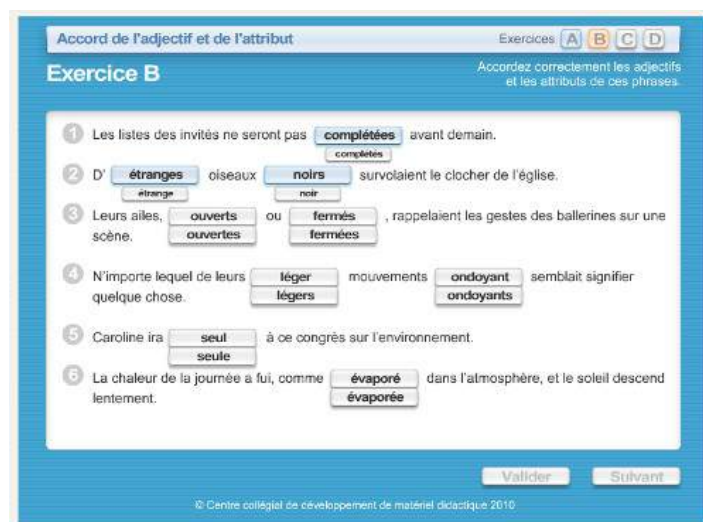 Accord de l'adjectif et de l'attribut Exercices A B C D
Exercice B Accordez correctement les adjectifs
et les attributs de ces phrases.
1 Les listes des invités ne seront pas complétées avant demain.
complétés
2 D' étranges oiseaux noirs survolaient le clocher de l'église.
étrange noir
3 Leurs ailes, ouverts ou fermés , rappelaient les gestes des ballerines sur une
scène. ouvertes fermées
4 N'importe lequel de leurs léger mouvements ondoyant semblait signifier
quelque chose. légers ondoyants
5 Caroline ira seul à ce congrès sur l'environnement.
seule
6 La chaleur de la journée a fui, comme évaporé dans l'atmosphère, et le soleil descend
lentement. évaporée
Valider Suivant
© Centre collégial de développement de matériel didactique 2010